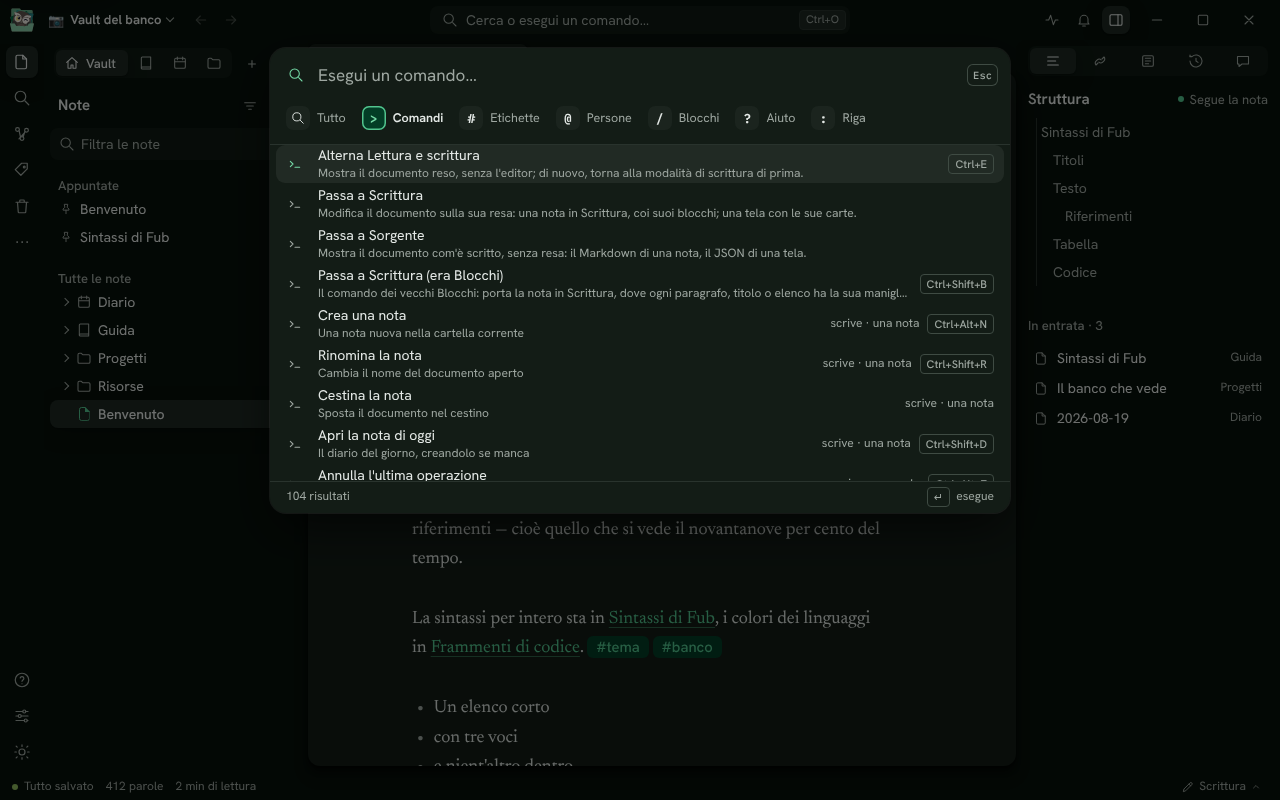 Vault del banco
Cerca o esegui un comando...
Ctrl+O
Vault
Note
Filtra le note
Appuntate
Benvenuto
Sintassi di Fub
Tutte le note
Diario
Guida
Progetti
Risorse
Benvenuto
Esegui un comando...
Esc
Tutto
> Comandi
# Etichette
@ Persone
/ Blocchi
? Aiuto
: Riga
Alterna Lettura e scrittura
Mostra il documento reso, senza l'editor; di nuovo, torna alla modalità di scrittura di prima.
Ctrl+E
Passa a Scrittura
Modifica il documento sulla sua resa: una nota in Scrittura, coi suoi blocchi; una tela con le sue carte.
Passa a Sorgente
Mostra il documento com'è scritto, senza resa: il Markdown di una nota, il JSON di una tela.
Passa a Scrittura (era Blocchi)
Il comando dei vecchi Blocchi: porta la nota in Scrittura, dove ogni paragrafo, titolo o elenco ha la sua manigl...
Ctrl+Shift+B
Crea una nota
Una nota nuova nella cartella corrente
scrive · una nota
Ctrl+Alt+N
Rinomina la nota
Cambia il nome del documento aperto
scrive · una nota
Ctrl+Shift+R
Cestina la nota
Sposta il documento nel cestino
scrive · una nota
Apri la nota di oggi
Il diario del giorno, creandolo se manca
scrive · una nota
Ctrl+Shift+D
Annulla l'ultima operazione
104 risultati
↵ esegue
riferimenti — cioè quello che si vede il novantanove per cento del
tempo.
La sintassi per intero sta in Sintassi di Fub, i colori dei linguaggi
in Frammenti di codice. #tema #banco
• Un elenco corto
• con tre voci
• e nient'altro dentro
Struttura
Segue la nota
Sintassi di Fub
Titoli
Testo
Riferimenti
Tabella
Codice
In entrata · 3
Sintassi di Fub
Guida
Il banco che vede
Progetti
2026-08-19
Diario
Tutto salvato
412 parole
2 min di lettura
Scrittura